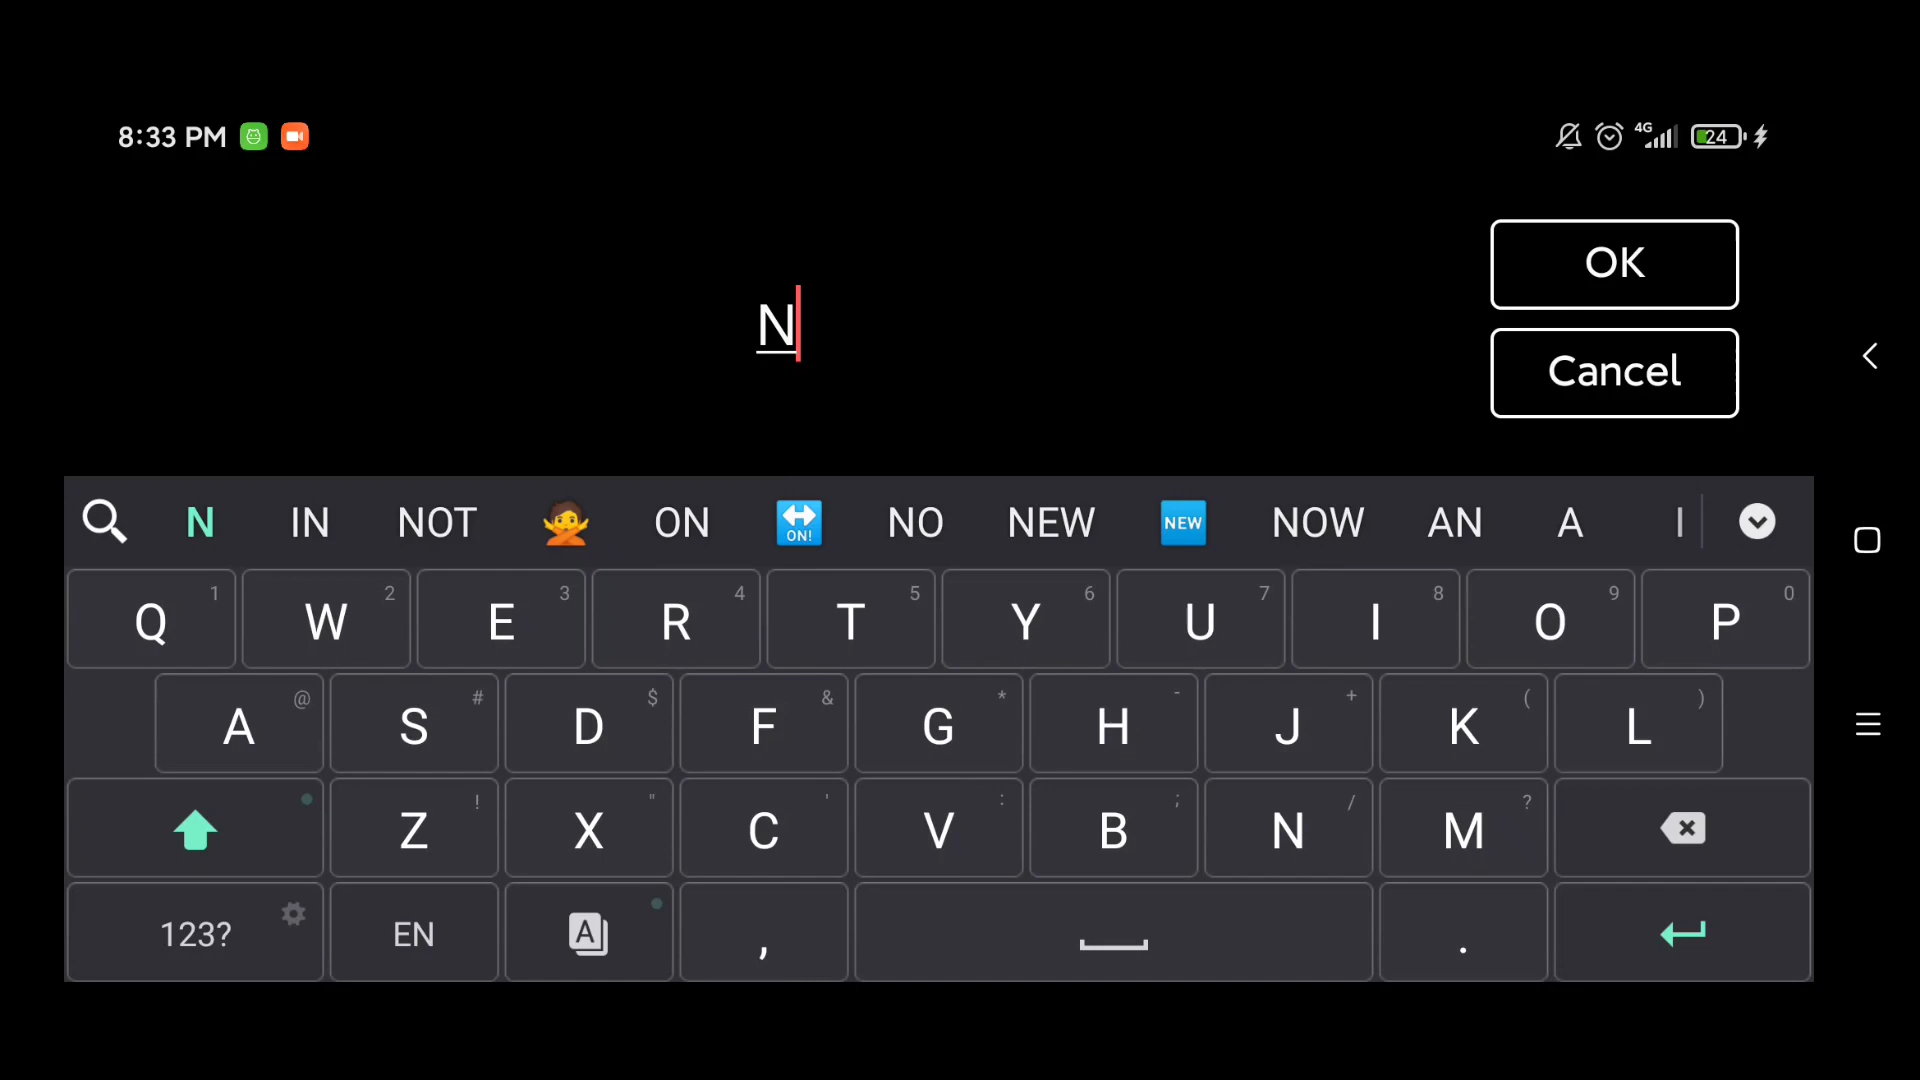 8:33 PM
4G 24
OK
N
Cancel
N IN NOT ON ON! NO NEW NEW NOW AN A I
Q 1 W 2 E 3 R 4 T 5 Y 6 U 7 I 8 O 9 P 0
A @ S # D $ F & G * H - J + K ( L )
Z ! X " C ' V : B ; N / M ?
123? EN A , .